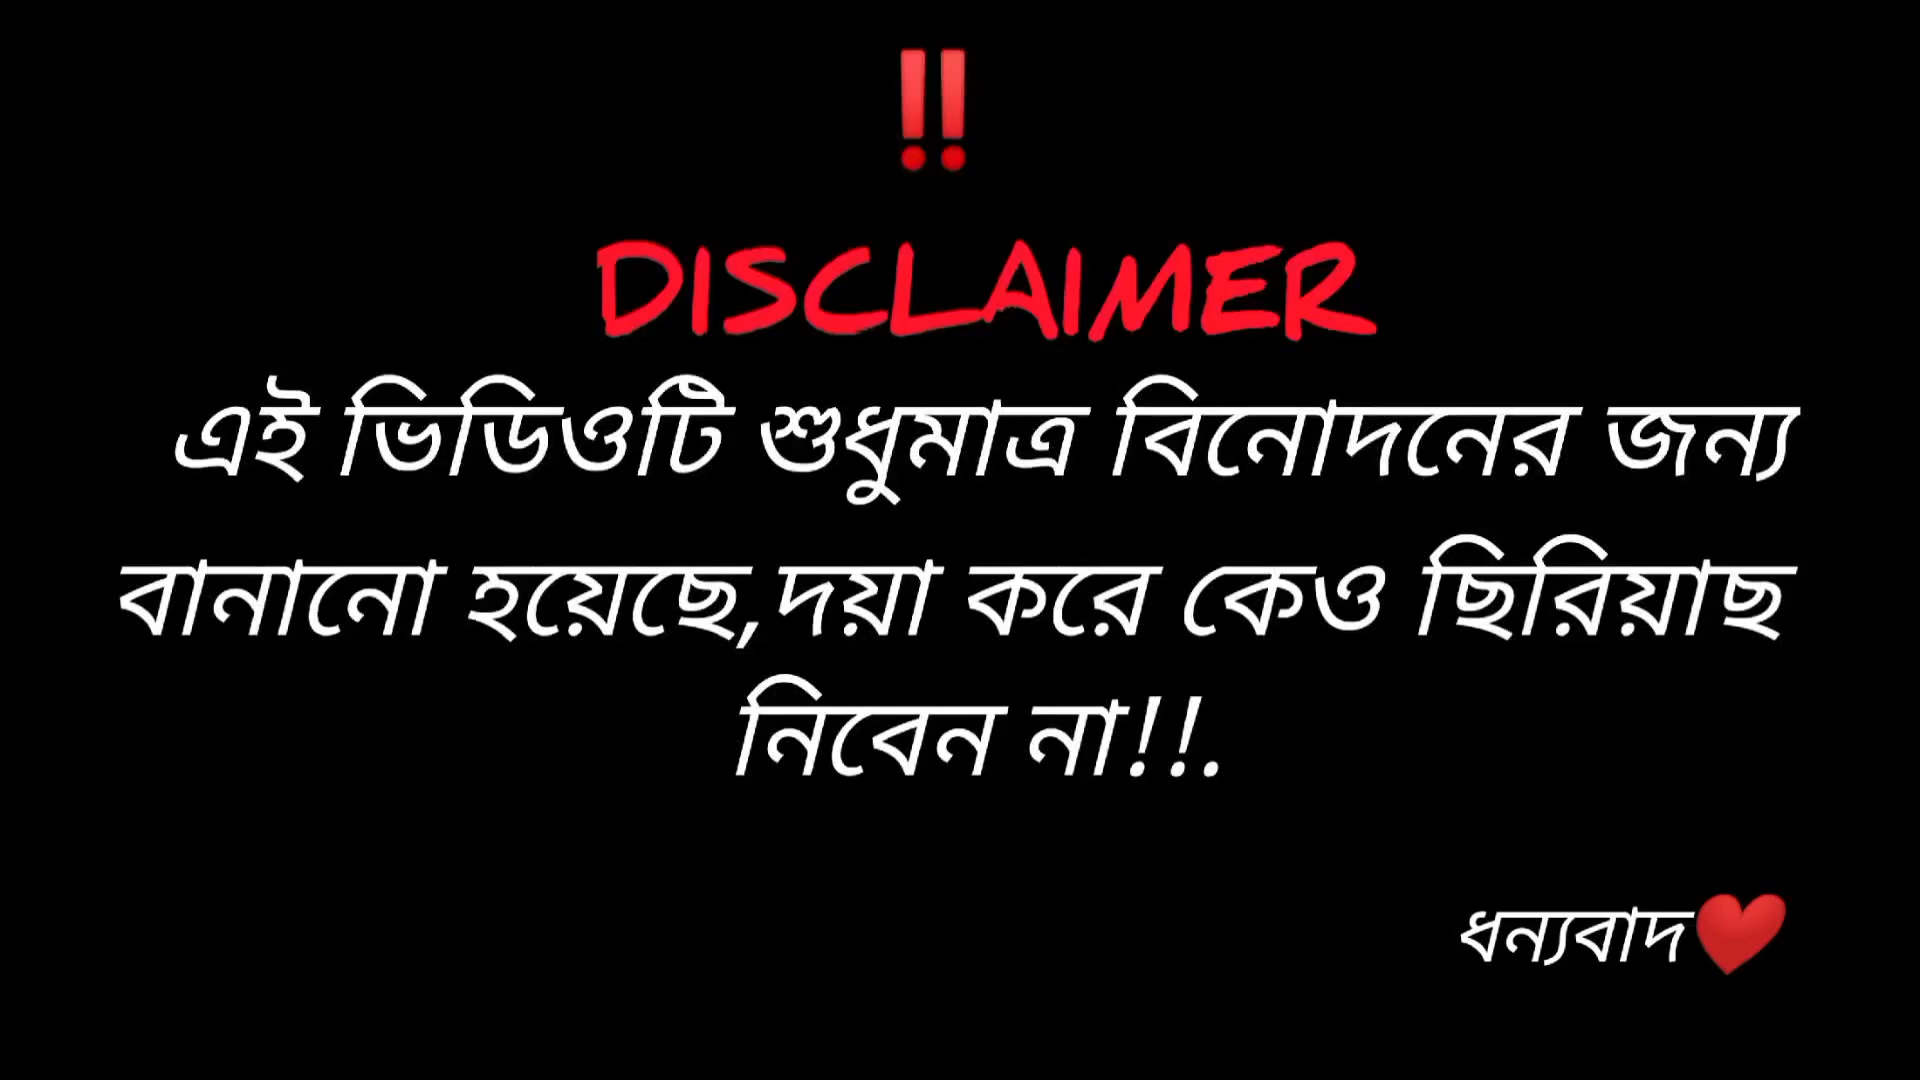 ‼️
DISCLAIMER
এই ভিডিওটি শুধুমাত্র বিনোদনের জন্য
বানানো হয়েছে,দয়া করে কেও ছিরিয়াছ
নিবেন না!!.
ধন্যবাদ❤️